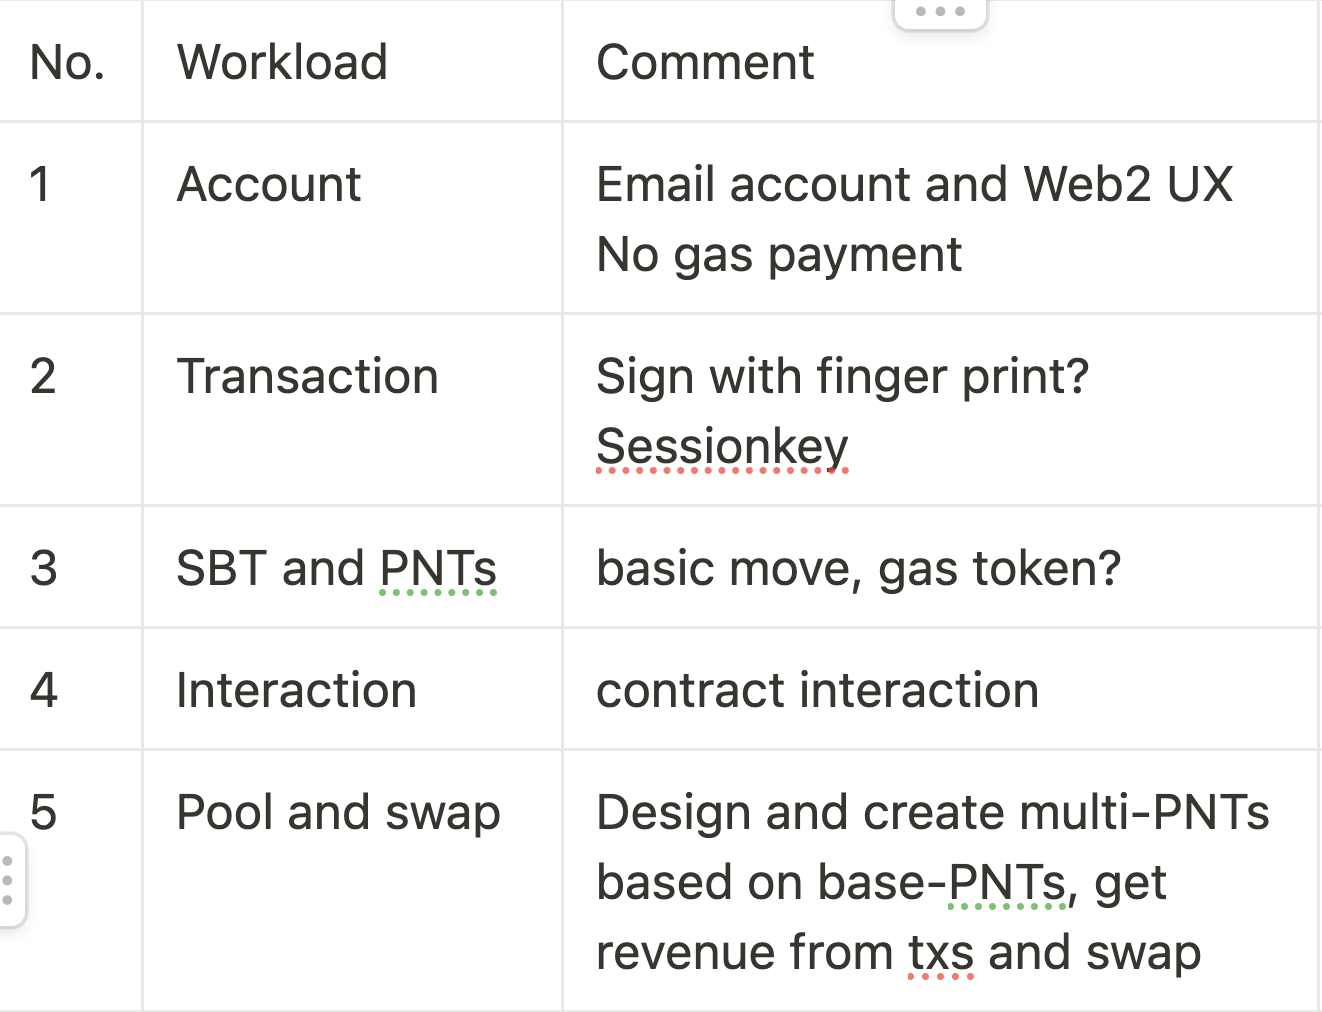 No. Workload Comment
1 Account Email account and Web2 UX
No gas payment
2 Transaction Sign with finger print?
Sessionkey
3 SBT and PNTs basic move, gas token?
4 Interaction contract interaction
5 Pool and swap Design and create multi-PNTs
based on base-PNTs, get
revenue from txs and swap